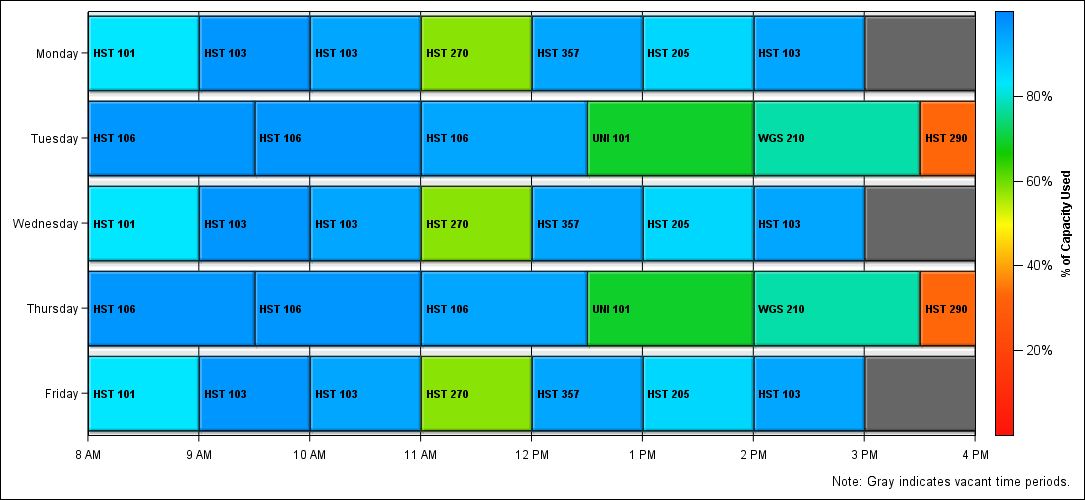 Monday
HST 101
HST 103
HST 103
HST 270
HST 357
HST 205
HST 103
Tuesday
HST 106
HST 106
HST 106
UNI 101
WGS 210
HST 290
Wednesday
HST 101
HST 103
HST 103
HST 270
HST 357
HST 205
HST 103
Thursday
HST 106
HST 106
HST 106
UNI 101
WGS 210
HST 290
Friday
HST 101
HST 103
HST 103
HST 270
HST 357
HST 205
HST 103
8 AM
9 AM
10 AM
11 AM
12 PM
1 PM
2 PM
3 PM
4 PM
80%
60%
40%
20%
% of Capacity Used
Note: Gray indicates vacant time periods.